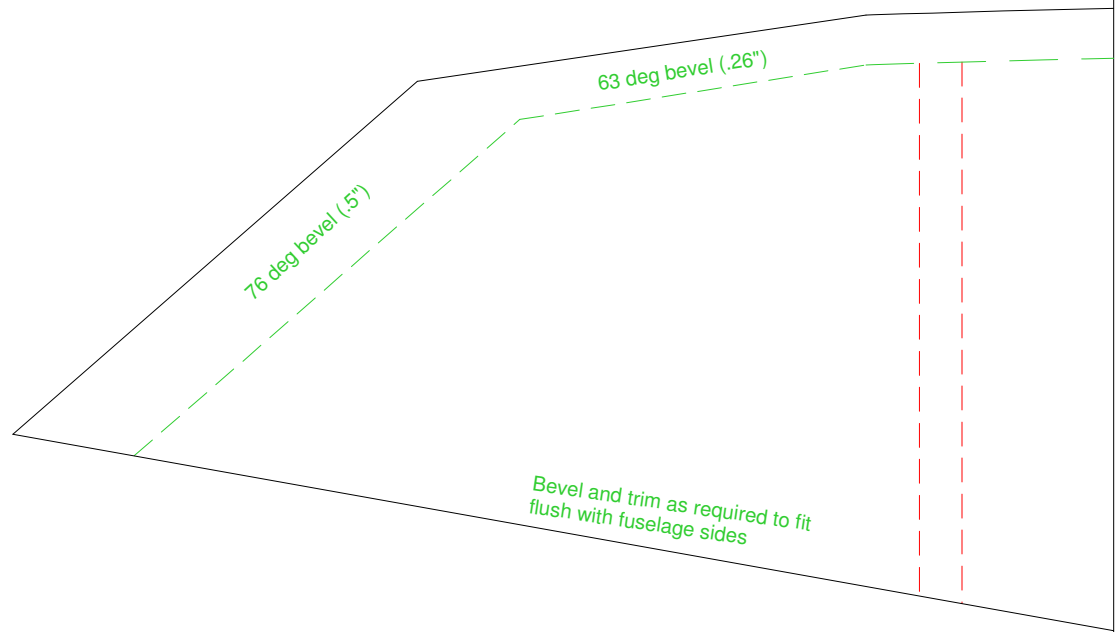 63 deg bevel (.26")
76 deg bevel (.5")
Bevel and trim as required to fit
flush with fuselage sides